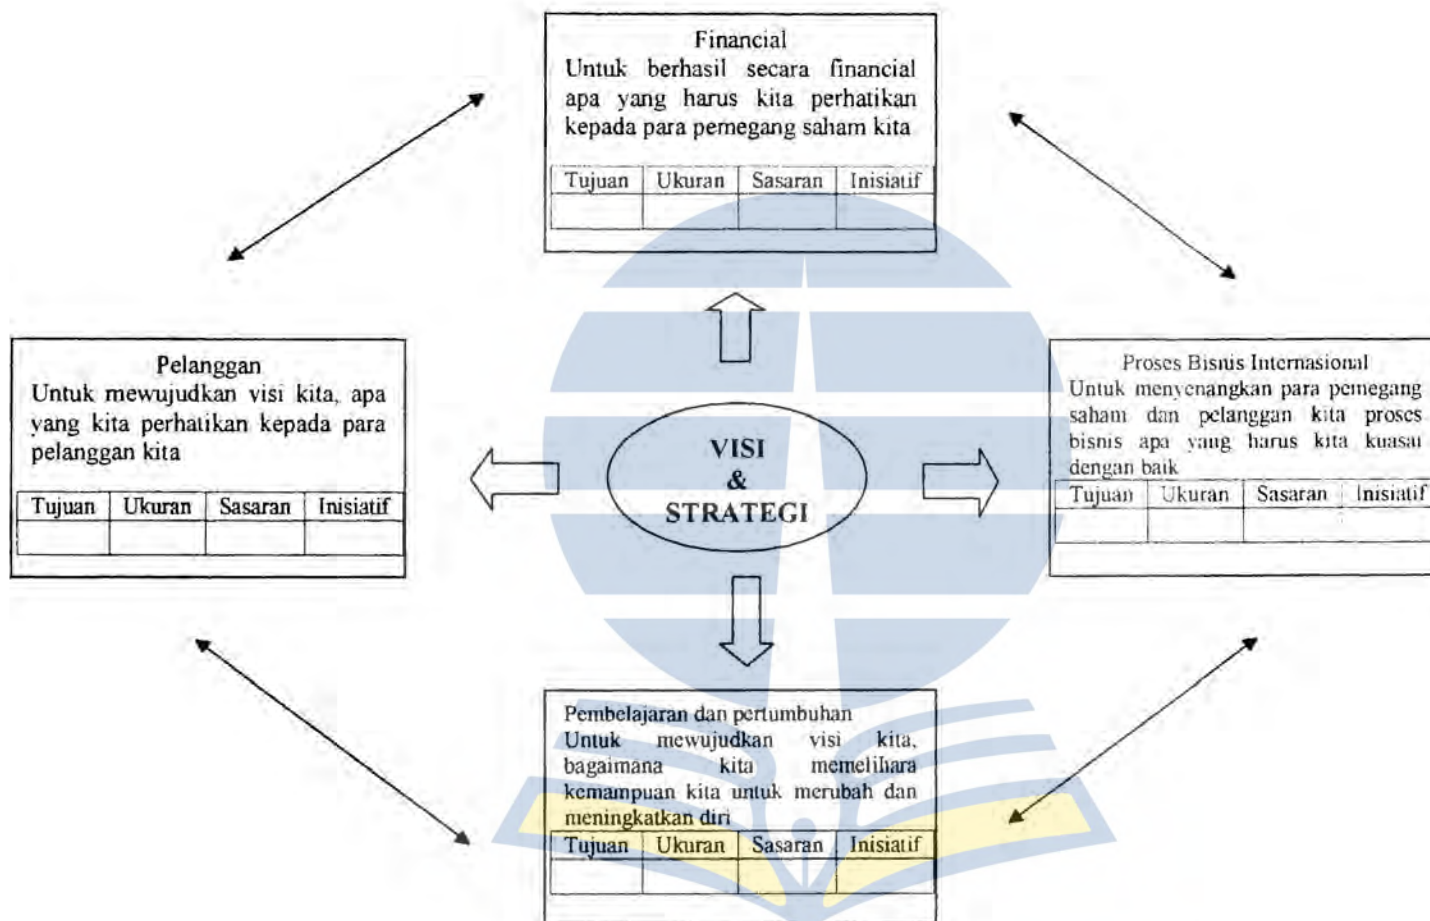 Financial
Untuk berhasil secara financial
apa yang harus kita perhatikan
kepada para pemegang saham kita
Tujuan Ukuran Sasaran Inisiatif
Pelanggan
Untuk mewujudkan visi kita, apa
yang kita perhatikan kepada para
pelanggan kita
Tujuan Ukuran Sasaran Inisiatif
VISI
&
STRATEGI
Proses Bisnis Internasional
Untuk menyenangkan para pemegang
saham dan pelanggan kita proses
bisnis apa yang harus kita kuasai
dengan baik
Tujuan Ukuran Sasaran Inisiatif
Pembelajaran dan pertumbuhan
Untuk mewujudkan visi kita,
bagaimana kita memelihara
kemampuan kita untuk merubah dan
meningkatkan diri
Tujuan Ukuran Sasaran Inisiatif